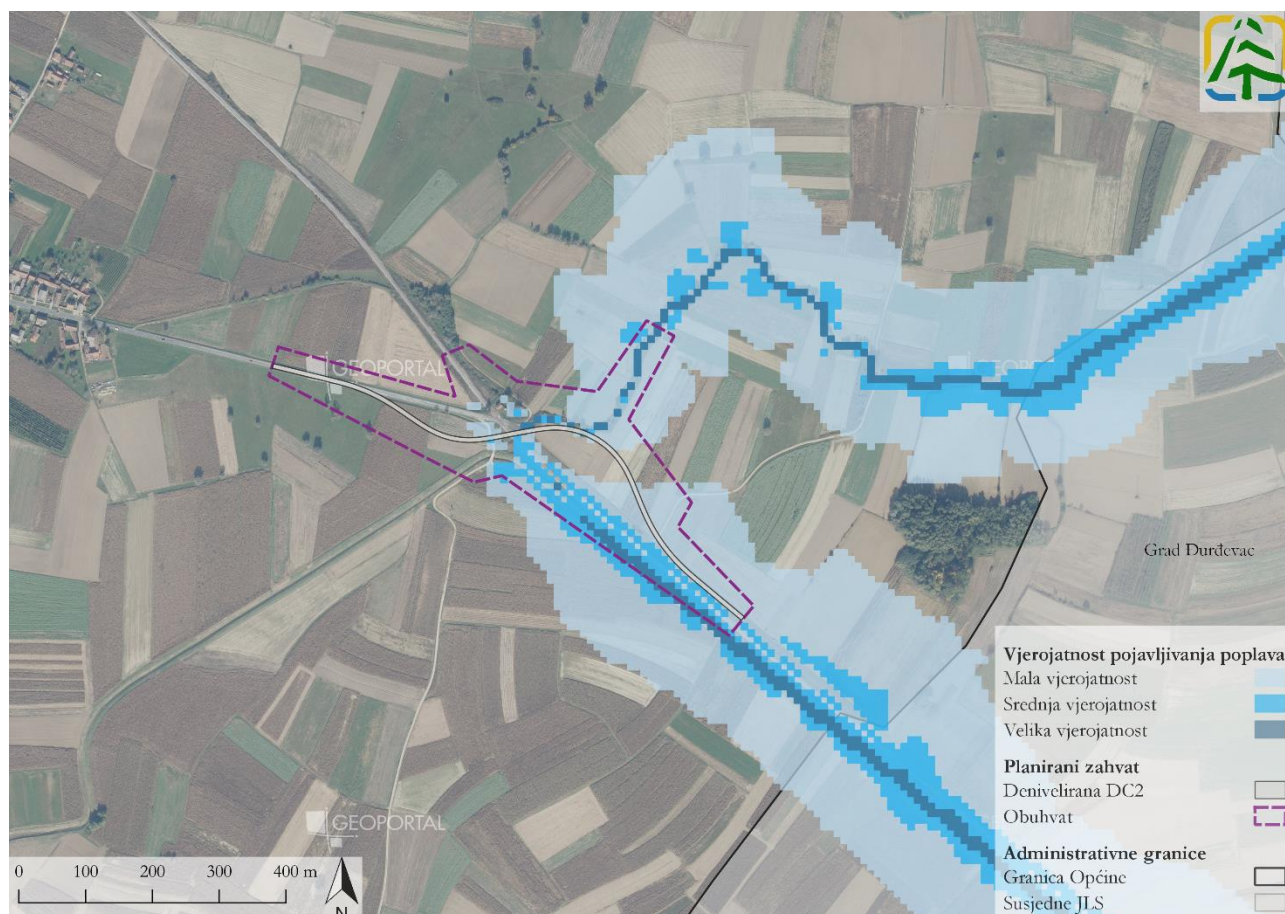 GEOPORTAL
GEOPORTAL
Grad Đurđevac
Vjerojatnost pojavljivanja poplava
Mala vjerojatnost
Srednja vjerojatnost
Velika vjerojatnost
Planirani zahvat
Denivelirana DC2
Obuhvat
Administrativne granice
Granica Općine
Susjedne JLS
GEOPORTAL
0 100 200 300 400 m
N